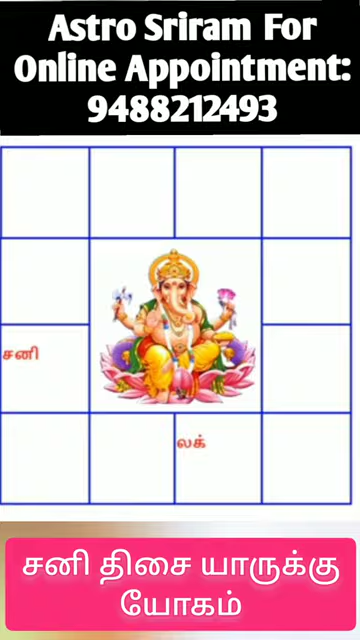 Astro Sriram For
Online Appointment:
9488212493
சனி
லக்
சனி திசை யாருக்கு
யோகம்